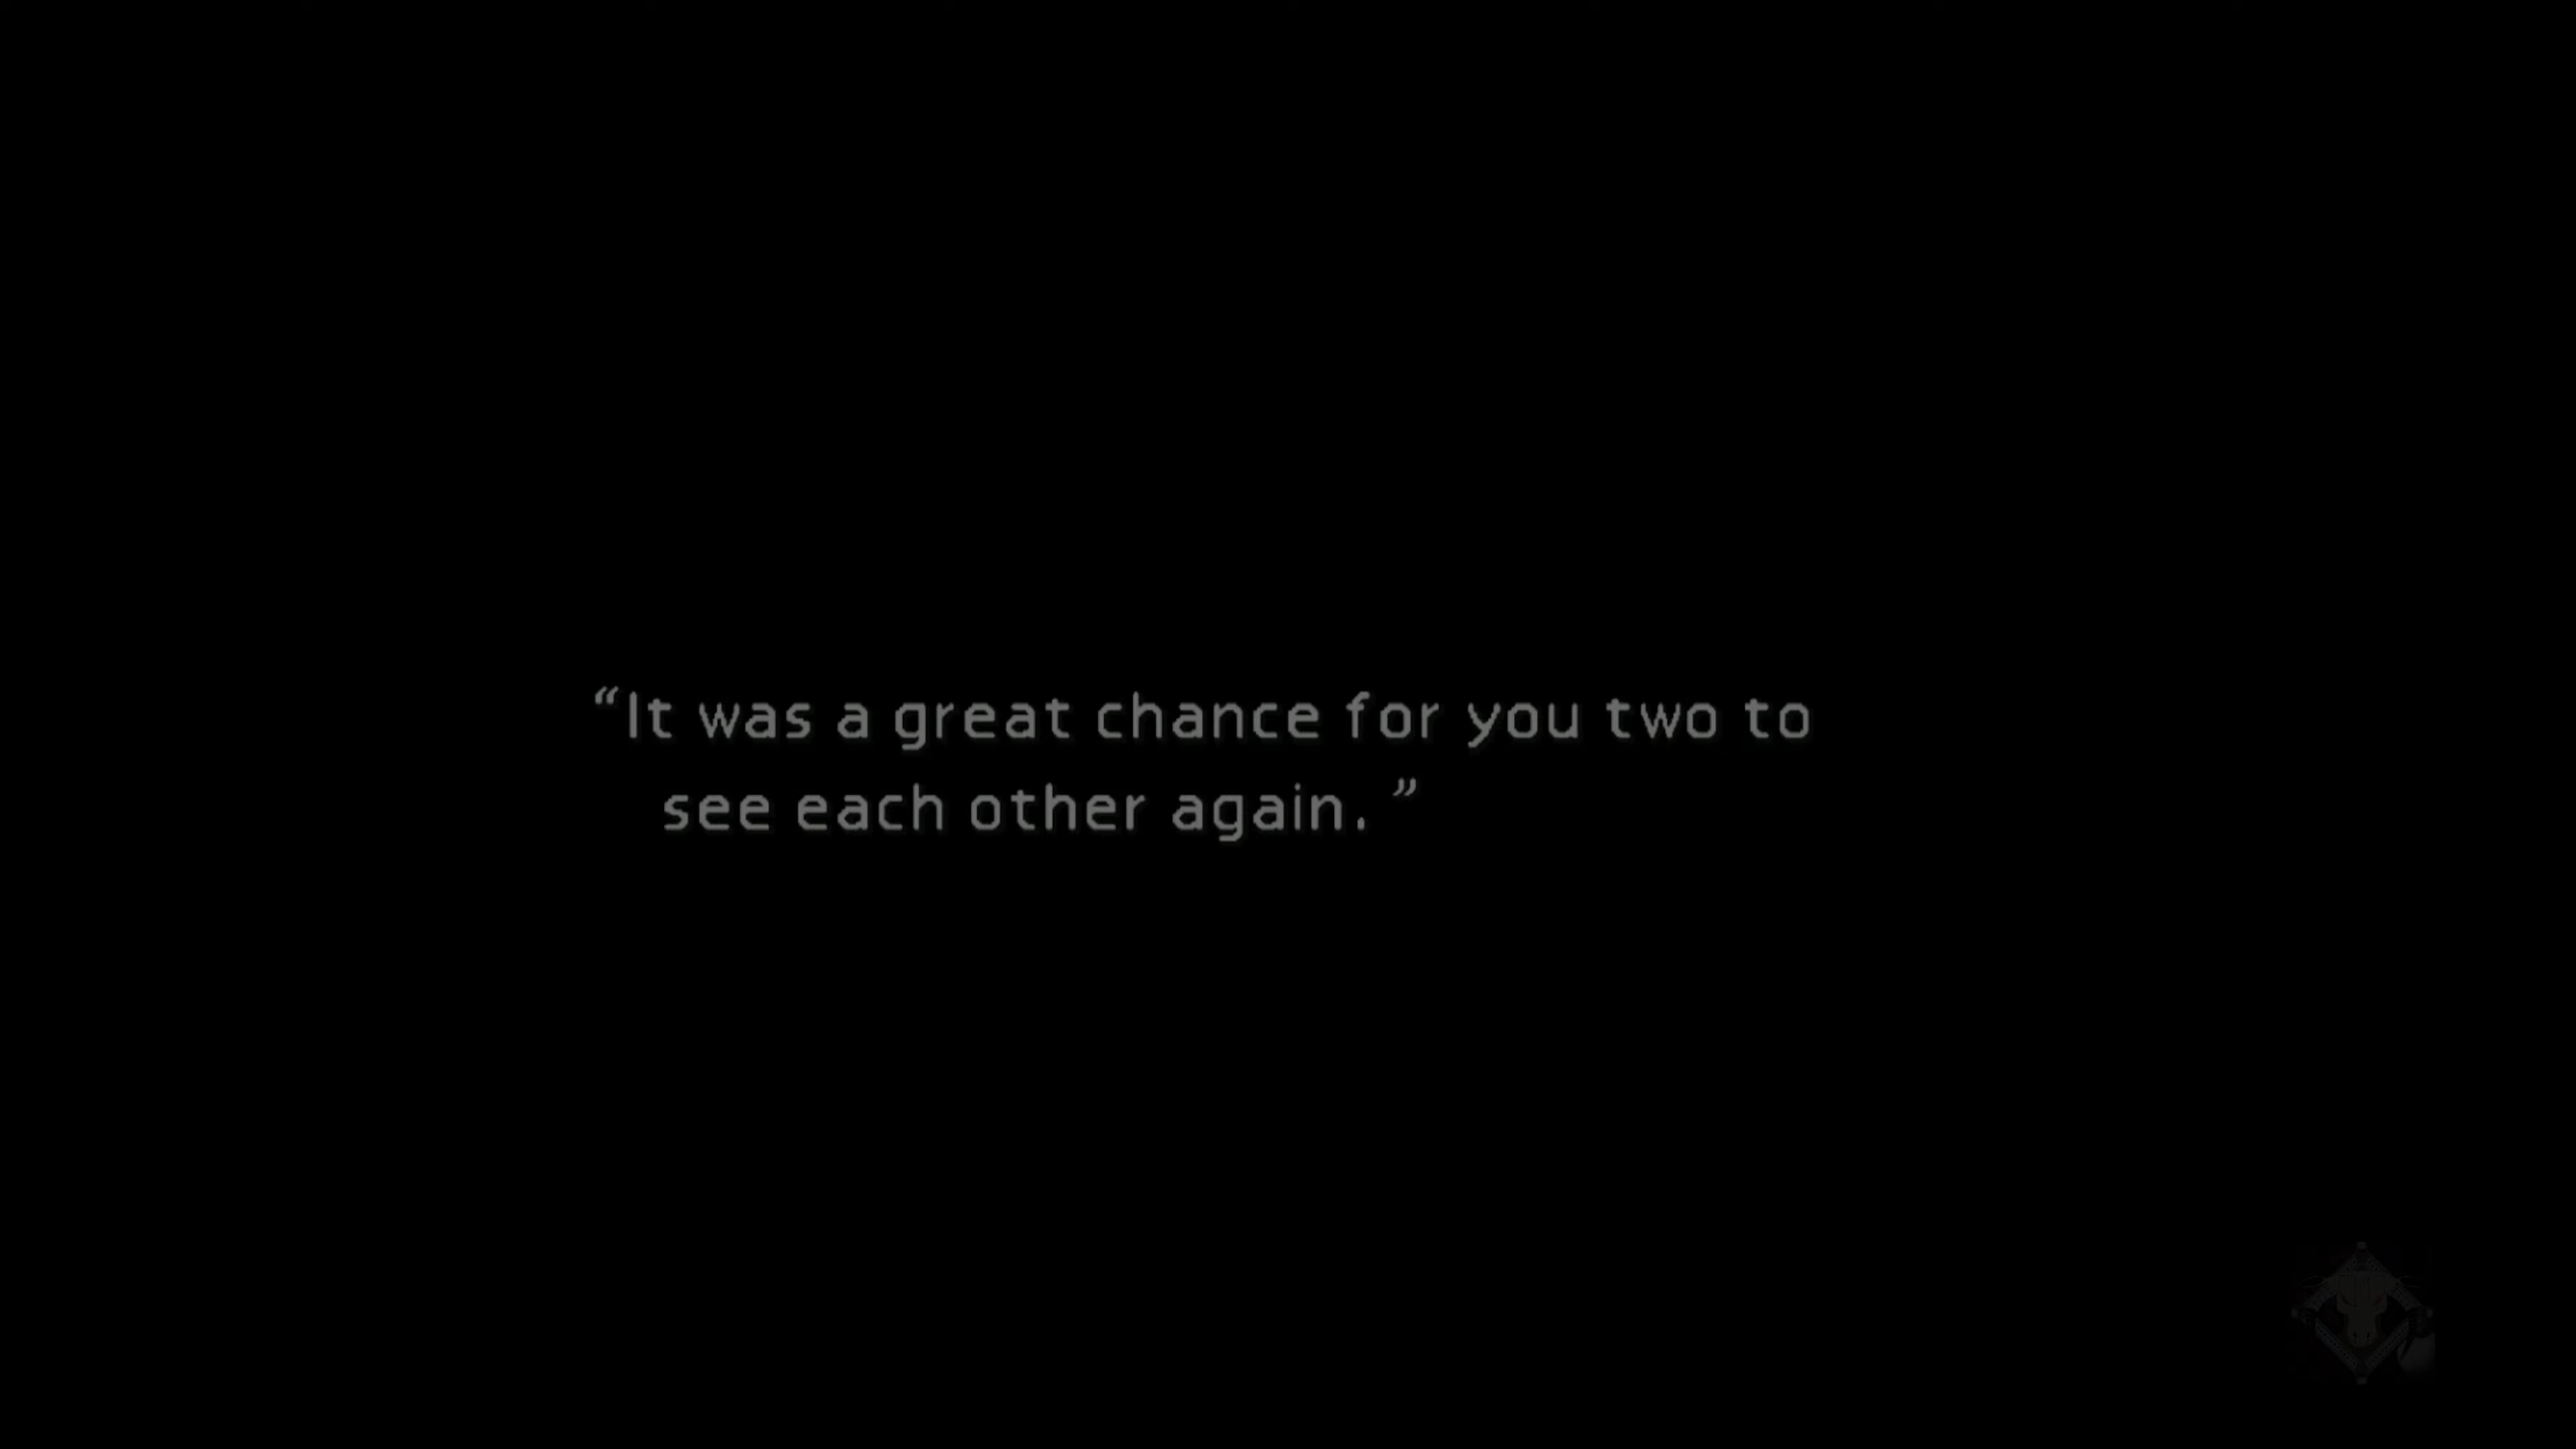 “It was a great chance for you two to
see each other again. ”